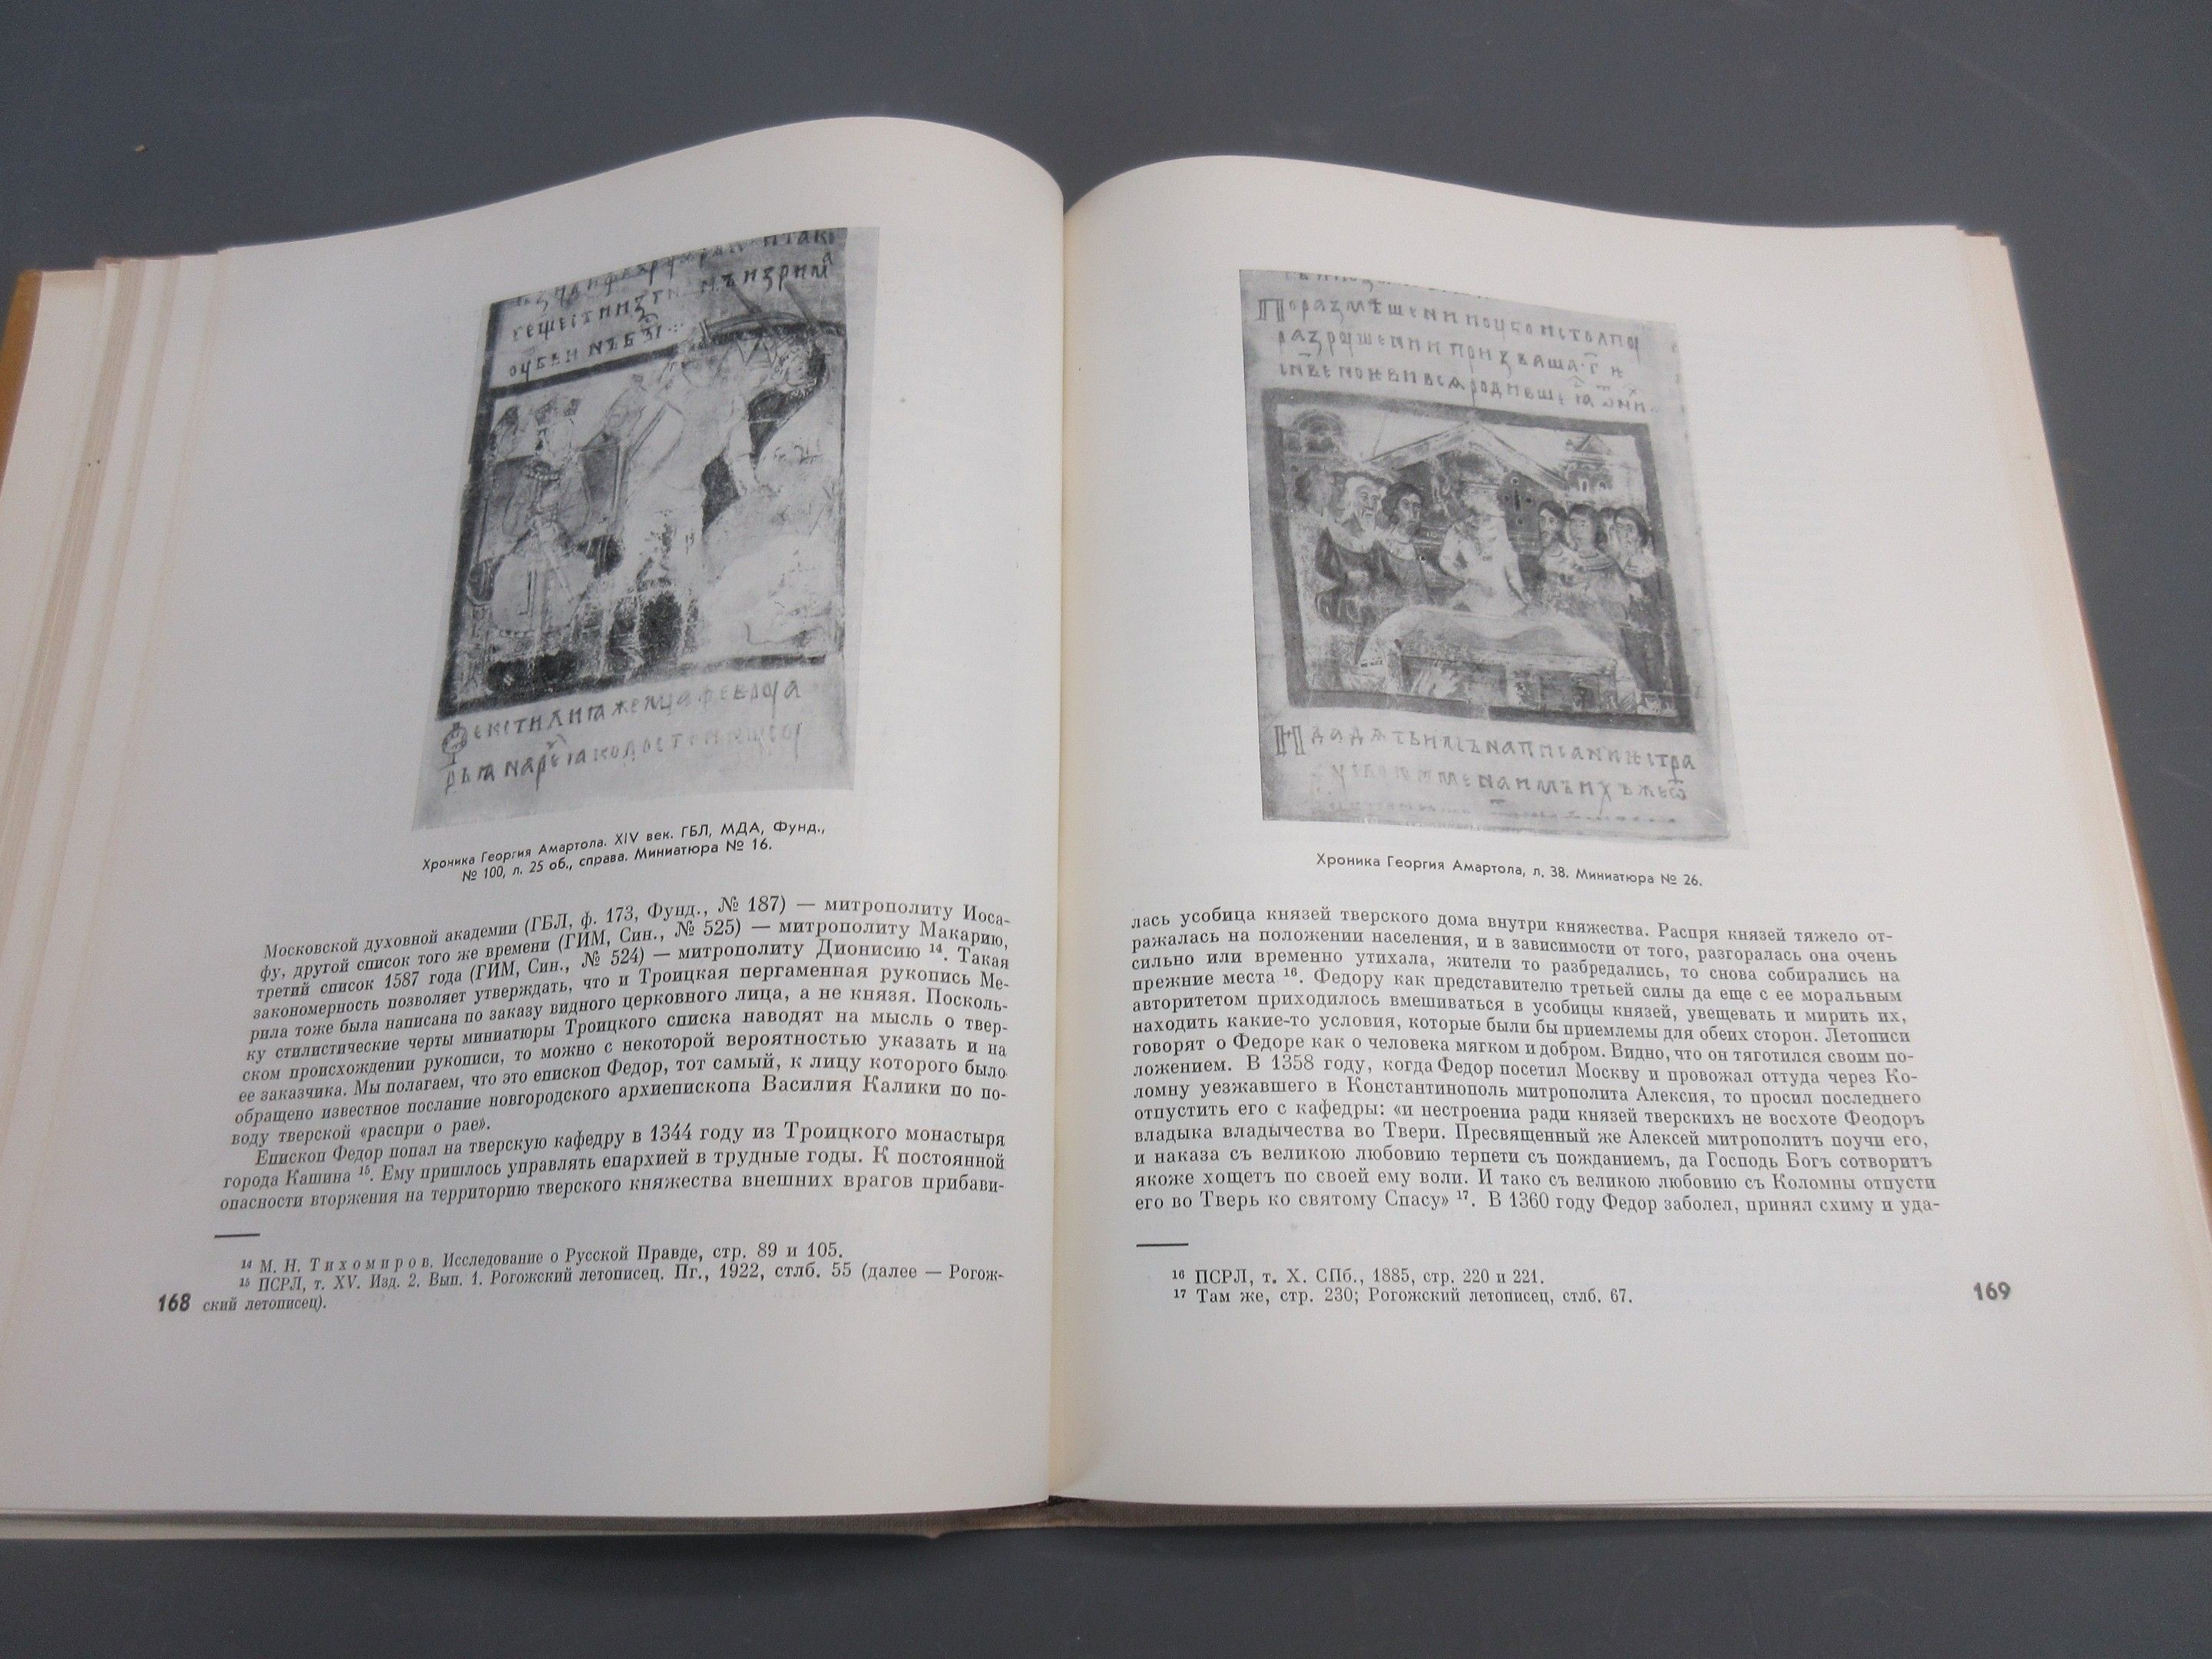 Хроника Георгия Амартола. XIV век. ГБЛ, МДА, Фунд.,
№ 100, л. 25 об., справа. Миниатюра № 16.
Московской духовной академии (ГБЛ, ф. 173, Фунд., № 187) — митрополиту Иоса-
фу, другой список того же времени (ГИМ, Син., № 525) — митрополиту Макарию,
третий список 1587 года (ГИМ, Син., № 524) — митрополиту Дионисию 14. Такая
закономерность позволяет утверждать, что и Троицкая пергаменная рукопись Ме-
рила тоже была написана по заказу видного церковного лица, а не князя. Посколь-
ку стилистические черты миниатюры Троицкого списка наводят на мысль о твер-
ском происхождении рукописи, то можно с некоторой вероятностью указать и на
ее заказчика. Мы полагаем, что это епископ Федор, тот самый, к лицу которого было
обращено известное послание новгородского архиепископа Василия Калики по по-
воду тверской «распри о рае».
Епископ Федор попал на тверскую кафедру в 1344 году из Троицкого монастыря
города Кашина 15. Ему пришлось управлять епархией в трудные годы. К постоянной
опасности вторжения на территорию тверского княжества внешних врагов прибави-
14 М. Н. Тихомиров. Исследование о Русской Правде, стр. 89 и 105.
15 ПСРЛ, т. XV. Изд. 2. Вып. 1. Рогожский летописец. Пг., 1922, стлб. 55 (далее — Рогож-
168 ский летописец).
Хроника Георгия Амартола, л. 38. Миниатюра № 26.
лась усобица князей тверского дома внутри княжества. Распря князей тяжело от-
ражалась на положении населения, и в зависимости от того, разгоралась она очень
сильно или временно утихала, жители то разбредались, то снова собирались на
прежние места 16. Федору как представителю третьей силы да еще с ее моральным
авторитетом приходилось вмешиваться в усобицы князей, увещевать и мирить их,
находить какие-то условия, которые были бы приемлемы для обеих сторон. Летописи
говорят о Федоре как о человека мягком и добром. Видно, что он тяготился своим по-
ложением. В 1358 году, когда Федор посетил Москву и провожал оттуда через Ко-
ломну уезжавшего в Константинополь митрополита Алексия, то просил последнего
отпустить его с кафедры: «и нестроениа ради князей тверскихъ не восхоте Феодоръ
владыка владычества во Твери. Пресвященный же Алексей митрополитъ поучи его,
и наказа съ великою любовию терпети съ пожданиемъ, да Господь Богъ сотворитъ
якоже хощетъ по своей ему воли. И тако съ великою любовию съ Коломны отпусти
его во Тверь ко святому Спасу» 17. В 1360 году Федор заболел, принял схиму и уда-
16 ПСРЛ, т. X. СПб., 1885, стр. 220 и 221.
17 Там же, стр. 230; Рогожский летописец, стлб. 67.
169